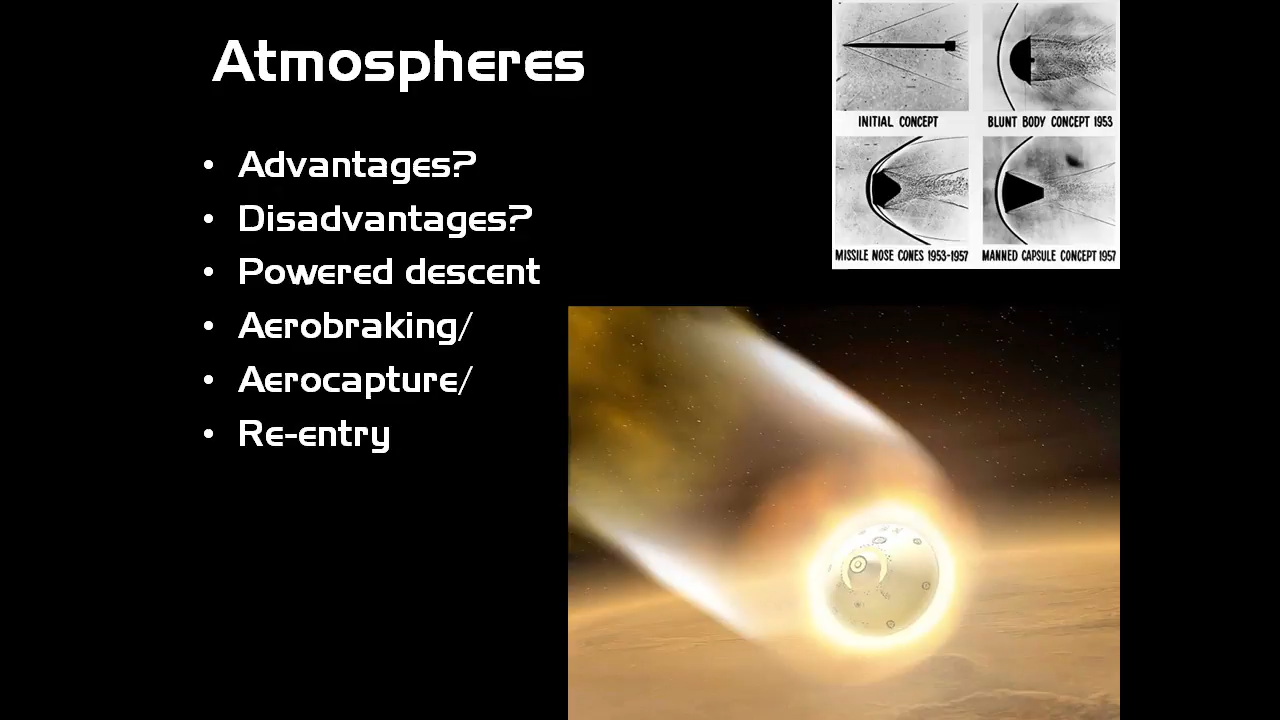 Atmospheres
• Advantages?
• Disadvantages?
• Powered descent
• Aerobraking/
• Aerocapture/
• Re-entry
INITIAL CONCEPT
BLUNT BODY CONCEPT 1953
MISSILE NOSE CONES 1953-1957
MANNED CAPSULE CONCEPT 1957